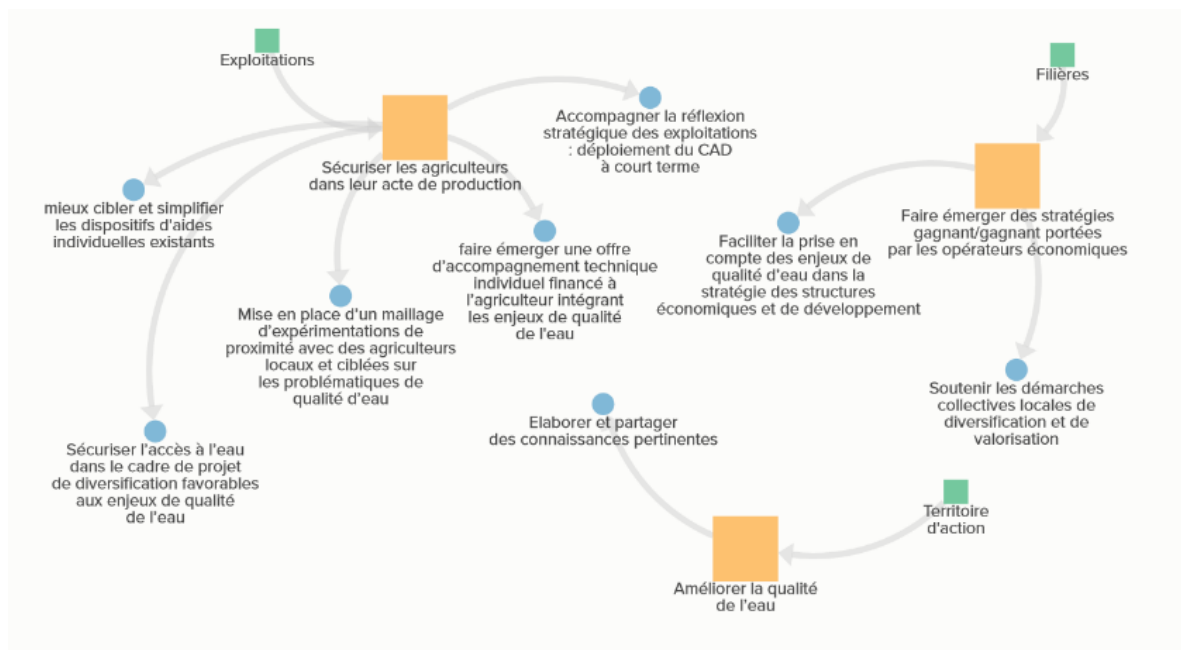 Exploitations
Filières
Accompagner la réflexion
stratégique des exploitations
: déploiement du CAD
à court terme
Sécuriser les agriculteurs
dans leur acte de production
mieux cibler et simplifier
les dispositifs d'aides
individuelles existants
Faire émerger des stratégies
gagnant/gagnant portées
par les opérateurs économiques
faire émerger une offre
d'accompagnement technique
individuel financé à
l'agriculteur intégrant
les enjeux de qualité
de l'eau
Faciliter la prise en
compte des enjeux de
qualité d'eau dans la
stratégie des structures
économiques et de développement
Mise en place d'un maillage
d'expérimentations de
proximité avec des agriculteurs
locaux et ciblées sur
les problématiques de
qualité d'eau
Soutenir les démarches
collectives locales de
diversification et de
valorisation
Elaborer et partager
des connaissances pertinentes
Sécuriser l'accès à l'eau
dans le cadre de projet
de diversification favorables
aux enjeux de qualité
de l'eau
Territoire
d'action
Améliorer la qualité
de l'eau